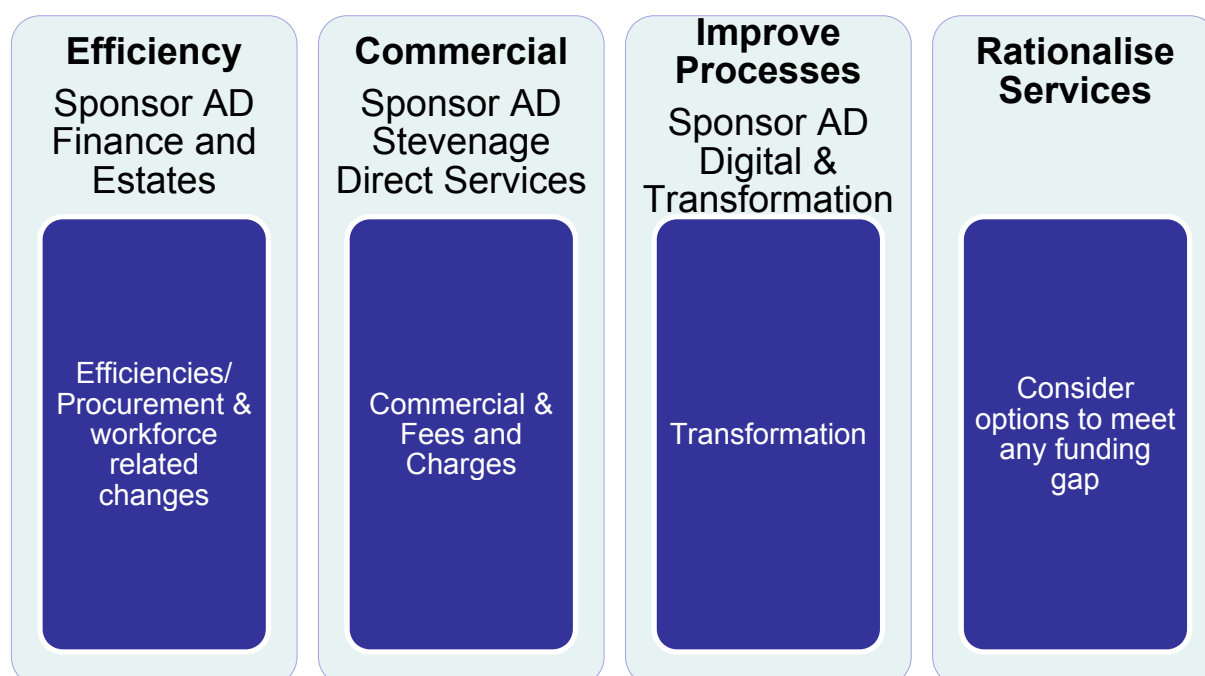 Efficiency
Sponsor AD
Finance and
Estates
Efficiencies/
Procurement &
workforce
related
changes
Commercial
Sponsor AD
Stevenage
Direct Services
Commercial &
Fees and
Charges
Improve
Processes
Sponsor AD
Digital &
Transformation
Transformation
Rationalise
Services
Consider
options to meet
any funding
gap